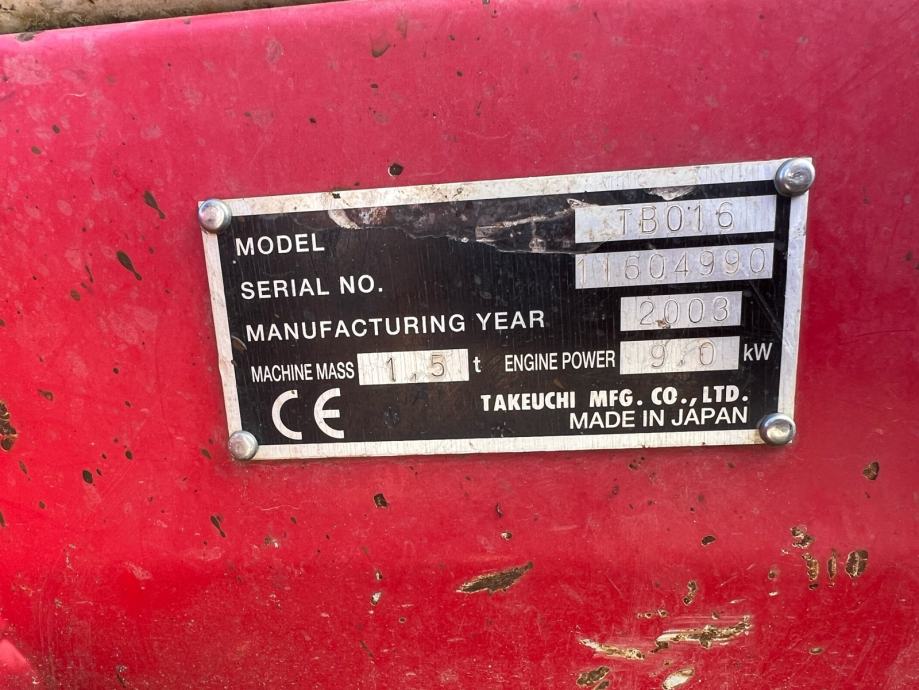 MODEL TB016
SERIAL NO. 11604990
MANUFACTURING YEAR 2003
MACHINE MASS 1.5 t ENGINE POWER 9.0 kW
CE TAKEUCHI MFG. CO., LTD.
MADE IN JAPAN